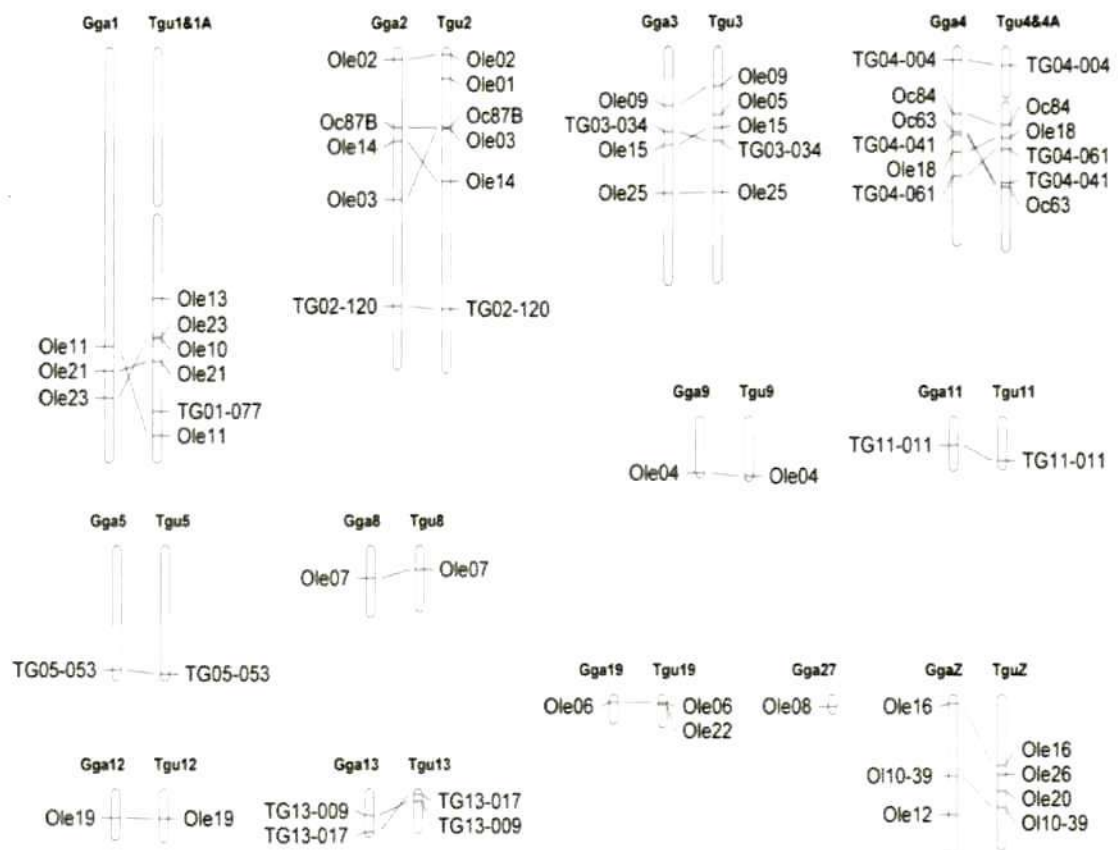 Gga1 Tgu1&1A
Ole11
Ole21
Ole23
Ole13
Ole23
Ole10
Ole21
TG01-077
Ole11
Gga2 Tgu2
Ole02
Oc87B
Ole14
Ole03
TG02-120
Ole02
Ole01
Oc87B
Ole03
Ole14
TG02-120
Gga3 Tgu3
Ole09
TG03-034
Ole15
Ole25
Ole09
Ole05
Ole15
TG03-034
Ole25
Gga4 Tgu4&4A
TG04-004
Oc84
Oc63
TG04-041
Ole18
TG04-061
TG04-004
Oc84
Ole18
TG04-061
TG04-041
Oc63
Gga9 Tgu9
Ole04 Ole04
Gga11 Tgu11
TG11-011 TG11-011
Gga5 Tgu5
TG05-053 TG05-053
Gga8 Tgu8
Ole07 Ole07
Gga19 Tgu19
Ole06 Ole06
Ole22
Gga27
Ole08
GgaZ TguZ
Ole16
Ol10-39
Ole12
Ole16
Ole26
Ole20
Ol10-39
Gga12 Tgu12
Ole19 Ole19
Gga13 Tgu13
TG13-009
TG13-017
TG13-017
TG13-009